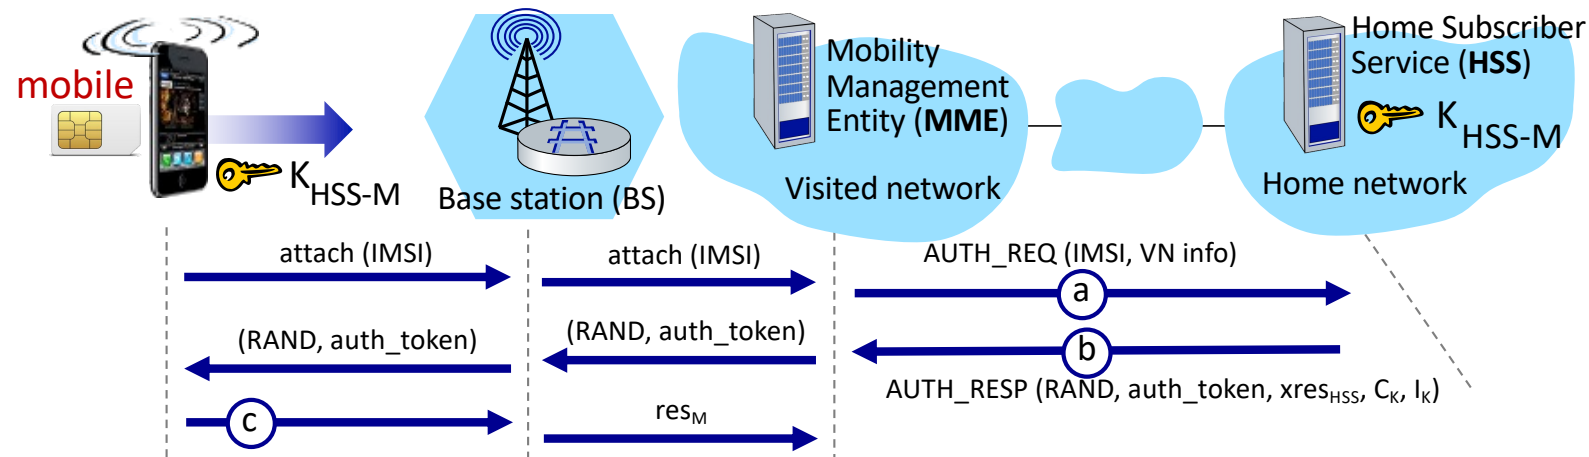 mobile
K HSS-M
Base station (BS)
Mobility
Management
Entity (MME)
Visited network
Home Subscriber
Service (HSS)
K HSS-M
Home network
attach (IMSI)
attach (IMSI)
AUTH_REQ (IMSI, VN info)
a
(RAND, auth_token)
(RAND, auth_token)
b
AUTH_RESP (RAND, auth_token, xresHSS, CK, IK)
c
resM